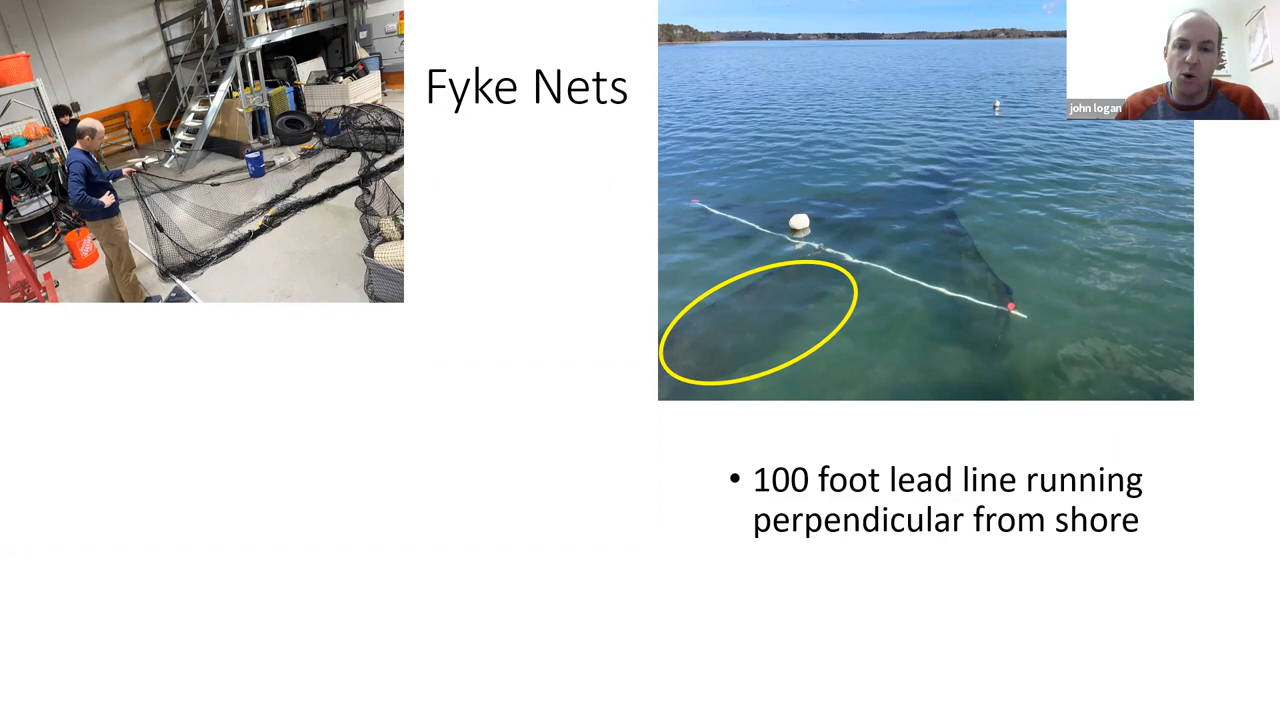 Fyke Nets
john logan
• 100 foot lead line running
perpendicular from shore